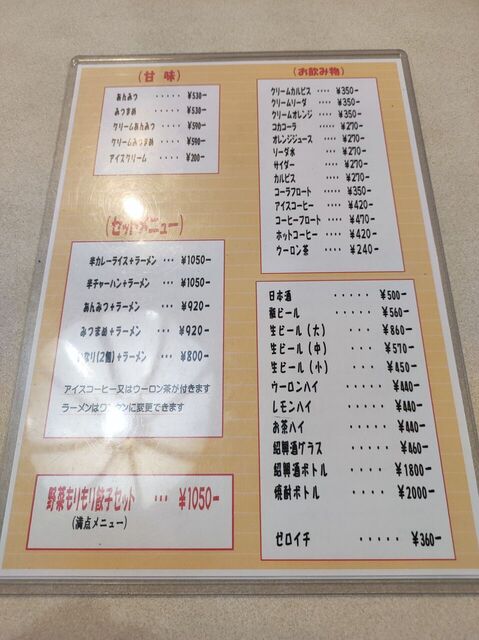 (甘味)
あんみつ ・・・・ ¥530-
みつまめ ・・・・ ¥530-
クリームあんみつ ・・・ ¥590-
クリームみつまめ ・・・ ¥590-
アイスクリーム ・・・ ¥200-
(セットメニュー)
半カレーライス+ラーメン ・・・ ¥1050-
半チャーハン+ラーメン ・・・ ¥1050-
あんみつ+ラーメン ・・・ ¥920-
みつまめ+ラーメン ・・・ ¥920-
なり(2個)+ラーメン ・・・ ¥800-
アイスコーヒー又はウーロン茶が付きます
ラーメンはワンタンに変更できます
野菜もりもり餃子セット ・・・ ¥1050-
(満点メニュー)
(お飲み物)
クリームカルピス ・・・・ ¥350-
クリームソーダ ・・・・ ¥350-
クリームオレンジ ・・・・ ¥350-
コカコーラ ・・・・・ ¥270-
オレンジジュース ・・・・ ¥270-
ソーダ水 ・・・・・ ¥270-
サイダー ・・・・・ ¥270-
カルピス ・・・・・ ¥270-
コーラフロート ・・・・ ¥350-
アイスコーヒー ・・・・ ¥420-
コーヒーフロート ・・・・ ¥470-
ホットコーヒー ・・・・ ¥420-
ウーロン茶 ・・・・ ¥240-
日本酒 ・・・・・ ¥500-
瓶ビール ・・・・・ ¥560-
生ビール(大) ・・・・ ¥860-
生ビール(中) ・・・・ ¥570-
生ビール(小) ・・・・ ¥450-
ウーロンハイ ・・・・・ ¥440-
レモンハイ ・・・・・ ¥440-
お茶ハイ ・・・・・ ¥440-
紹興酒グラス ・・・・・ ¥460-
紹興酒ボトル ・・・・ ¥1800-
焼酎ボトル ・・・・ ¥2000-
ゼロイチ ・・・・・ ¥360-